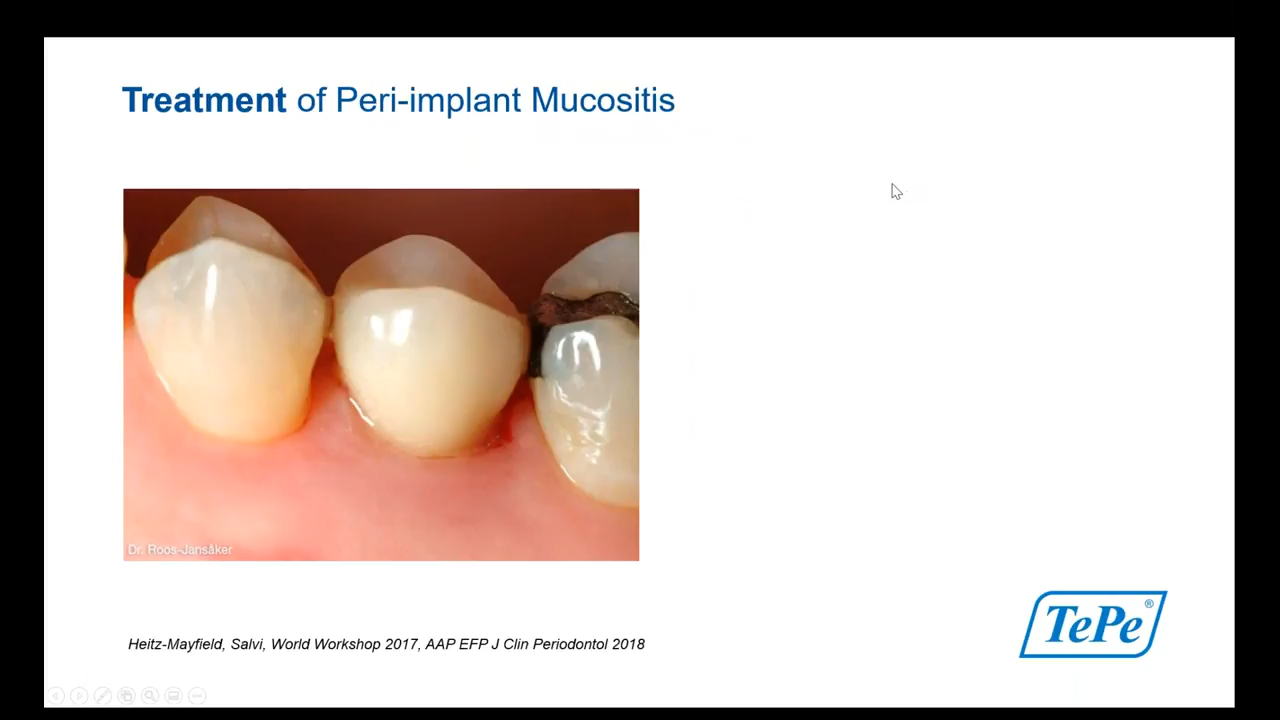 Treatment of Peri-implant Mucositis
Dr. Roos-Jansåker
Heitz-Mayfield, Salvi, World Workshop 2017, AAP EFP J Clin Periodontol 2018
TePe®